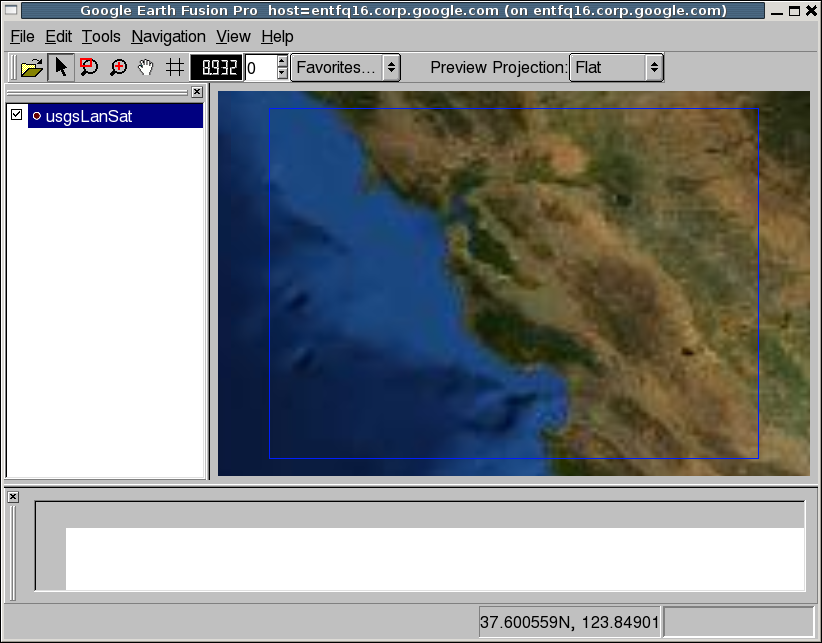 Google Earth Fusion Pro host=entfq16.corp.google.com (on entfq16.corp.google.com)
File Edit Tools Navigation View Help
8.932 0 Favorites... Preview Projection: Flat
usgsLanSat
37.600559N, 123.84901